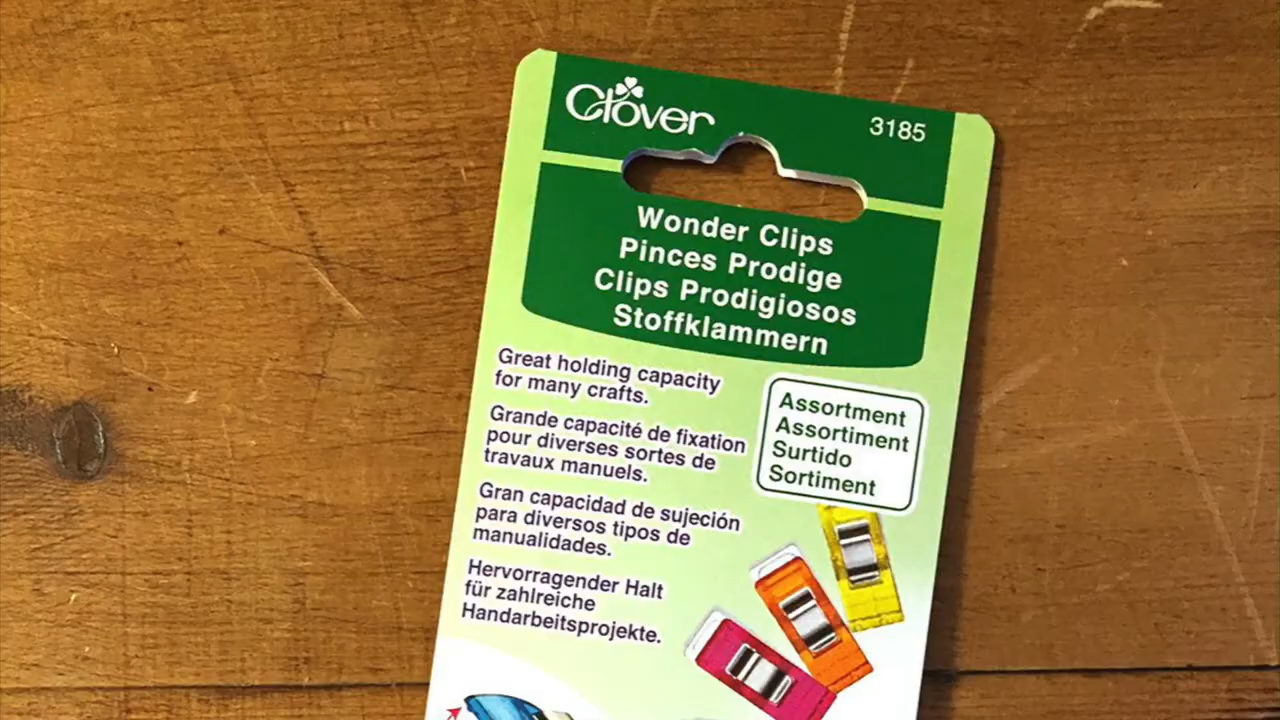 Clover
3185
Wonder Clips
Pinces Prodige
Clips Prodigiosos
Stoffklammern
Great holding capacity
for many crafts.
Grande capacité de fixation
pour diverses sortes de
travaux manuels.
Gran capacidad de sujeción
para diversos tipos de
manualidades.
Hervorragender Halt
für zahlreiche
Handarbeitsprojekte.
Assortment
Assortiment
Surtido
Sortiment